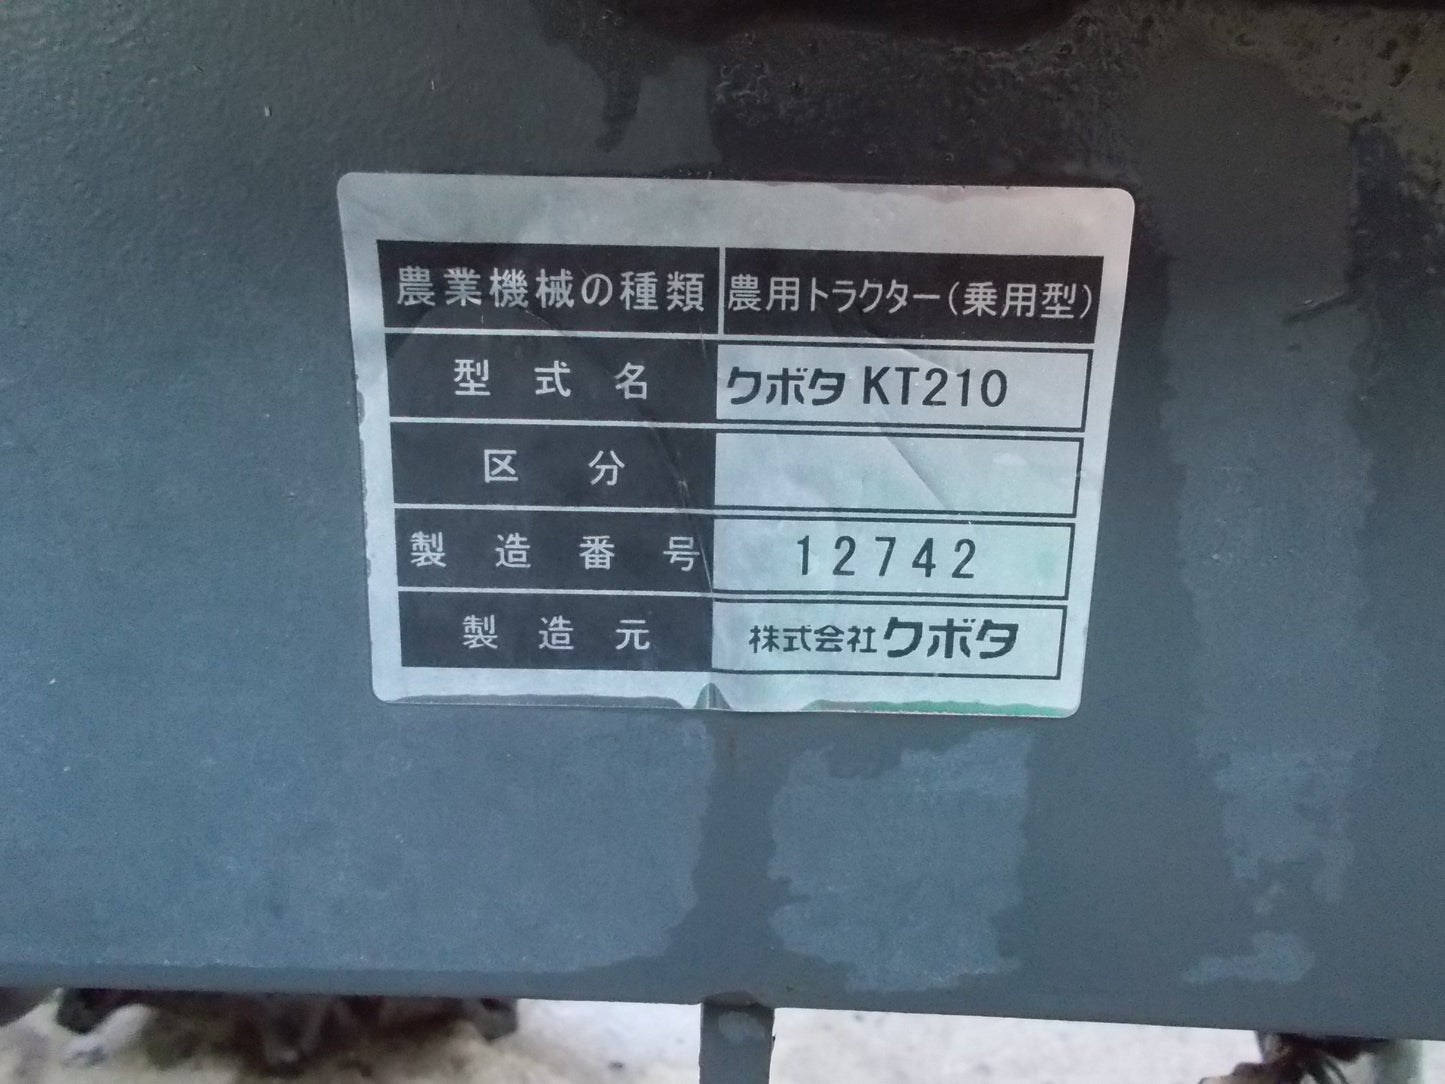 農業機械の種類 農用トラクター(乗用型)
型式名 クボタ KT210
区分
製造番号 12742
製造元 株式会社クボタ